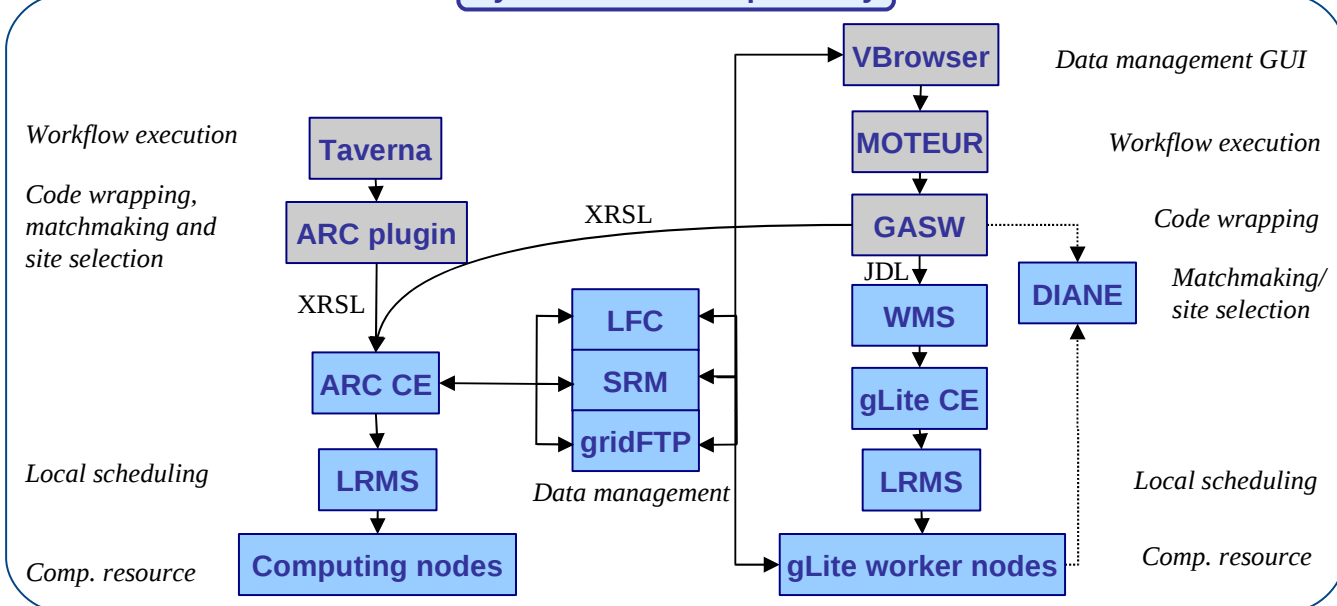 VBrowser
Data management GUI
Workflow execution
Taverna
MOTEUR
Workflow execution
Code wrapping,
matchmaking and
site selection
ARC plugin
XRSL
GASW
Code wrapping
JDL
XRSL
LFC
WMS
DIANE
Matchmaking/
site selection
ARC CE
SRM
gLite CE
gridFTP
Local scheduling
LRMS
Data management
LRMS
Local scheduling
Comp. resource
Computing nodes
gLite worker nodes
Comp. resource